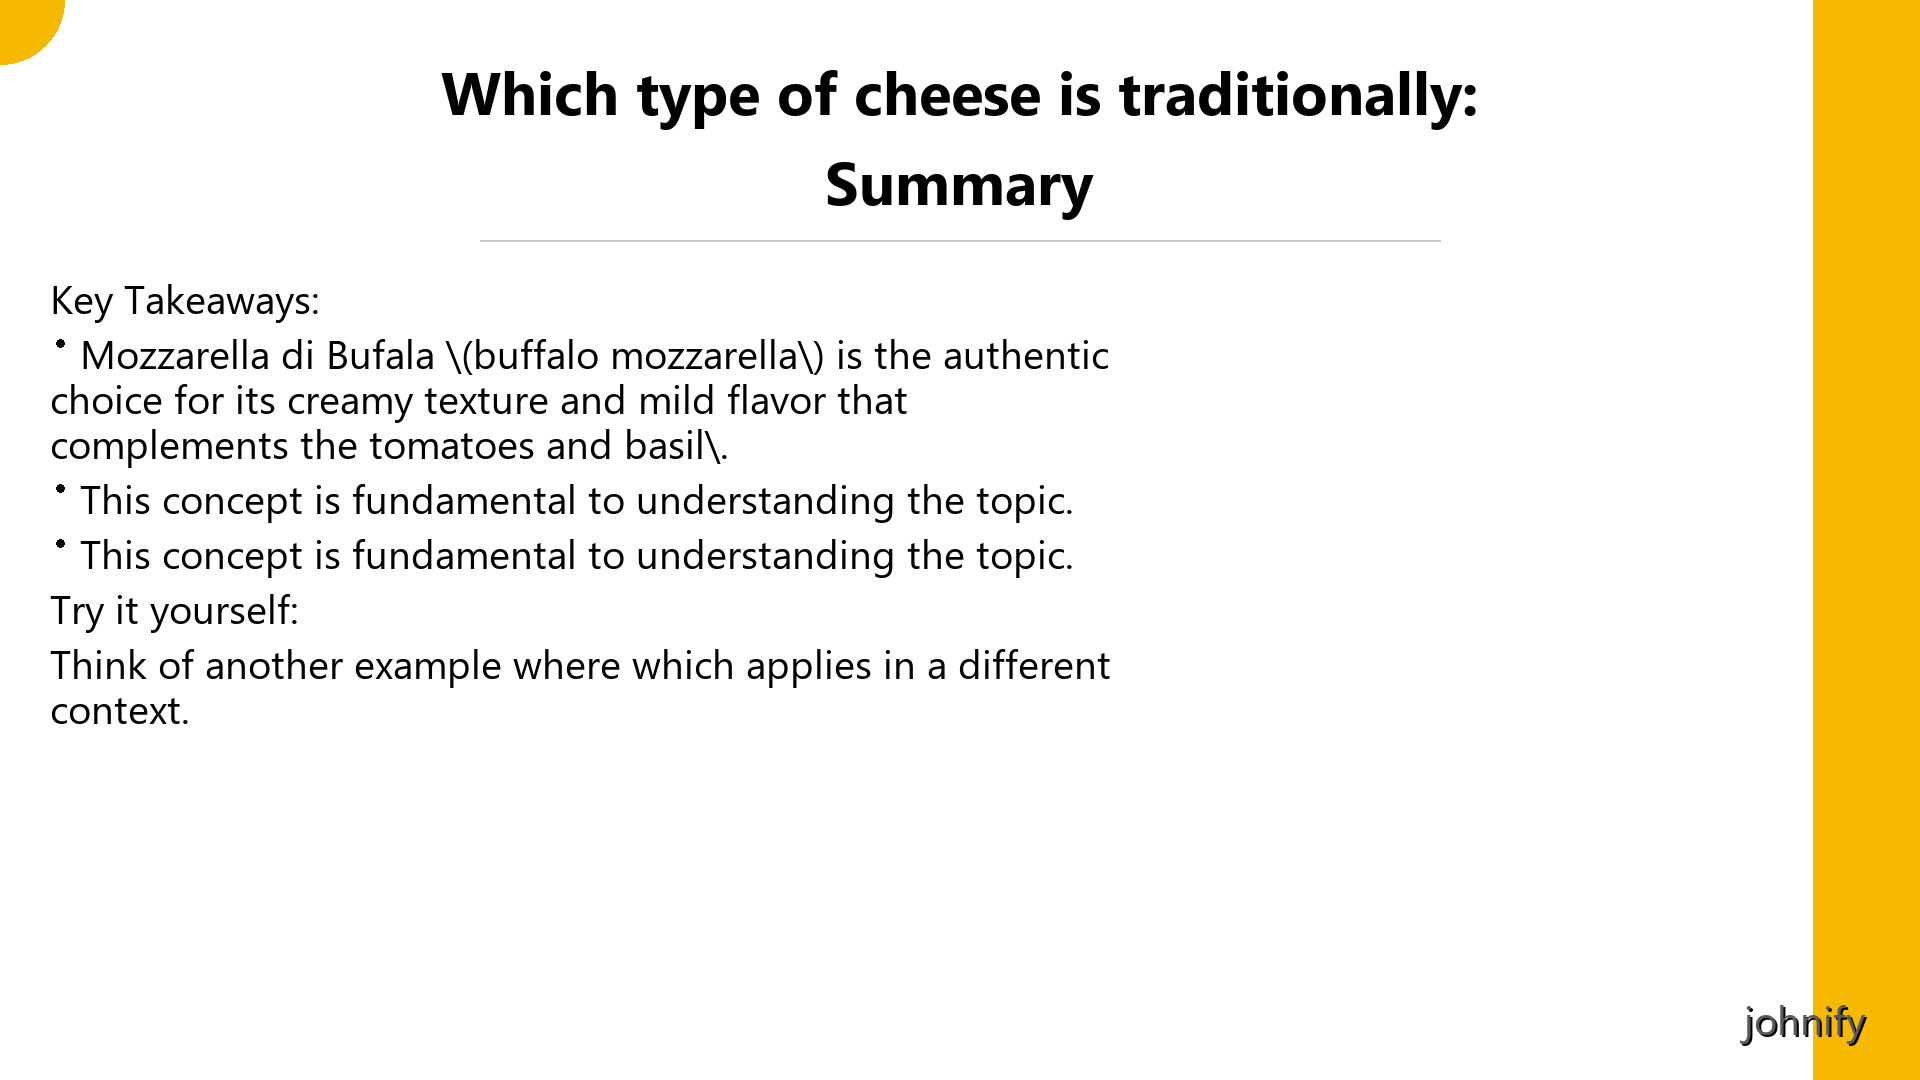 Which type of cheese is traditionally:
Summary
Key Takeaways:
• Mozzarella di Bufala \(buffalo mozzarella\) is the authentic
choice for its creamy texture and mild flavor that
complements the tomatoes and basil\.
• This concept is fundamental to understanding the topic.
• This concept is fundamental to understanding the topic.
Try it yourself:
Think of another example where which applies in a different
context.
johnify